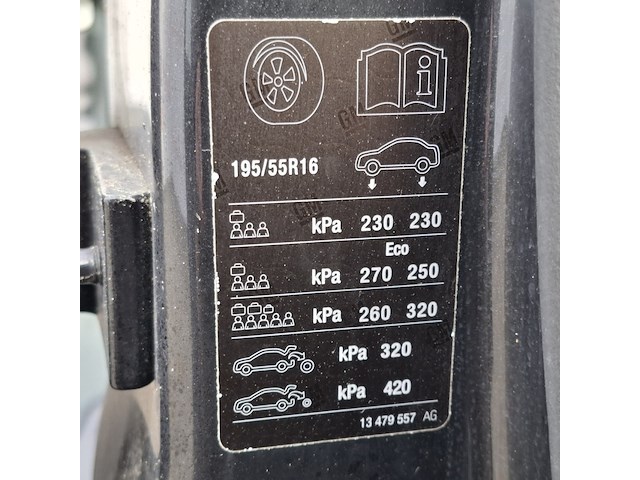 195/55R16
kPa 230 230
Eco
kPa 270 250
kPa 260 320
kPa 320
kPa 420
13 479 557 AG